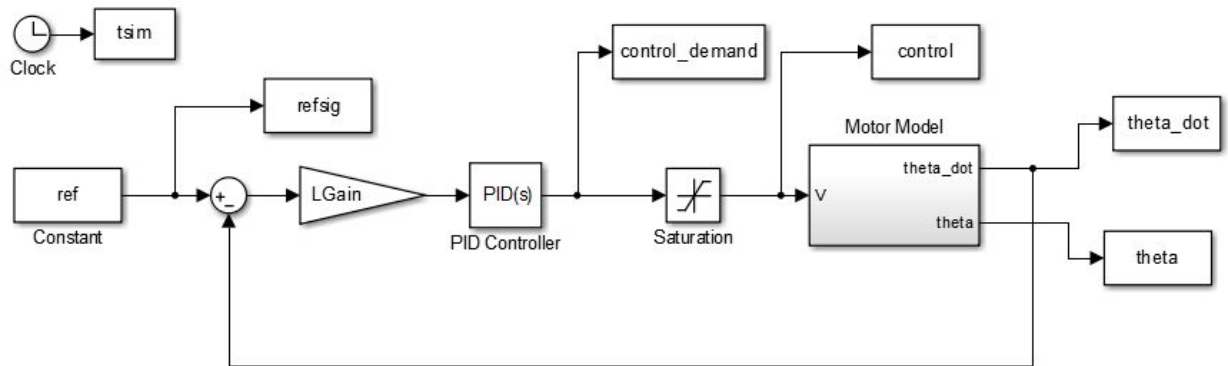 tsim
Clock
control_demand
control
refsig
theta_dot
Motor Model
ref
+
-
LGain
PID(s)
V
theta_dot
theta
Constant
PID Controller
Saturation
theta